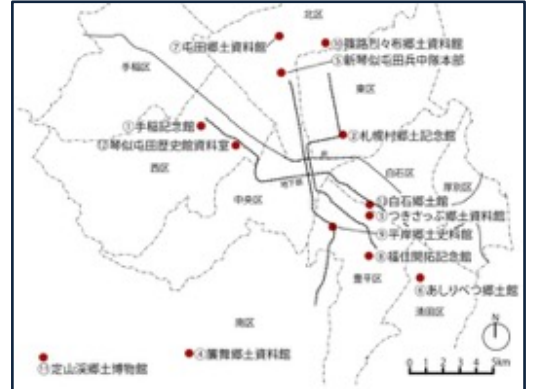 北区
⑦屯田郷土資料館
⑩篠路烈々布郷土資料館
⑤新琴似屯田兵中隊本部
手稲区
東区
①手稲記念館
②札幌村郷土記念館
⑫琴似屯田歴史館資料室
西区
白石区
厚別区
地下鉄
中央区
⑬白石郷土館
③つきさっぷ郷土資料館
⑨平岸郷土史料館
⑧福住開拓記念館
豊平区
⑥あしりべつ郷土館
清田区
南区
N
④簾舞郷土資料館
⑪定山渓郷土博物館
0 1 2 3 4 5km